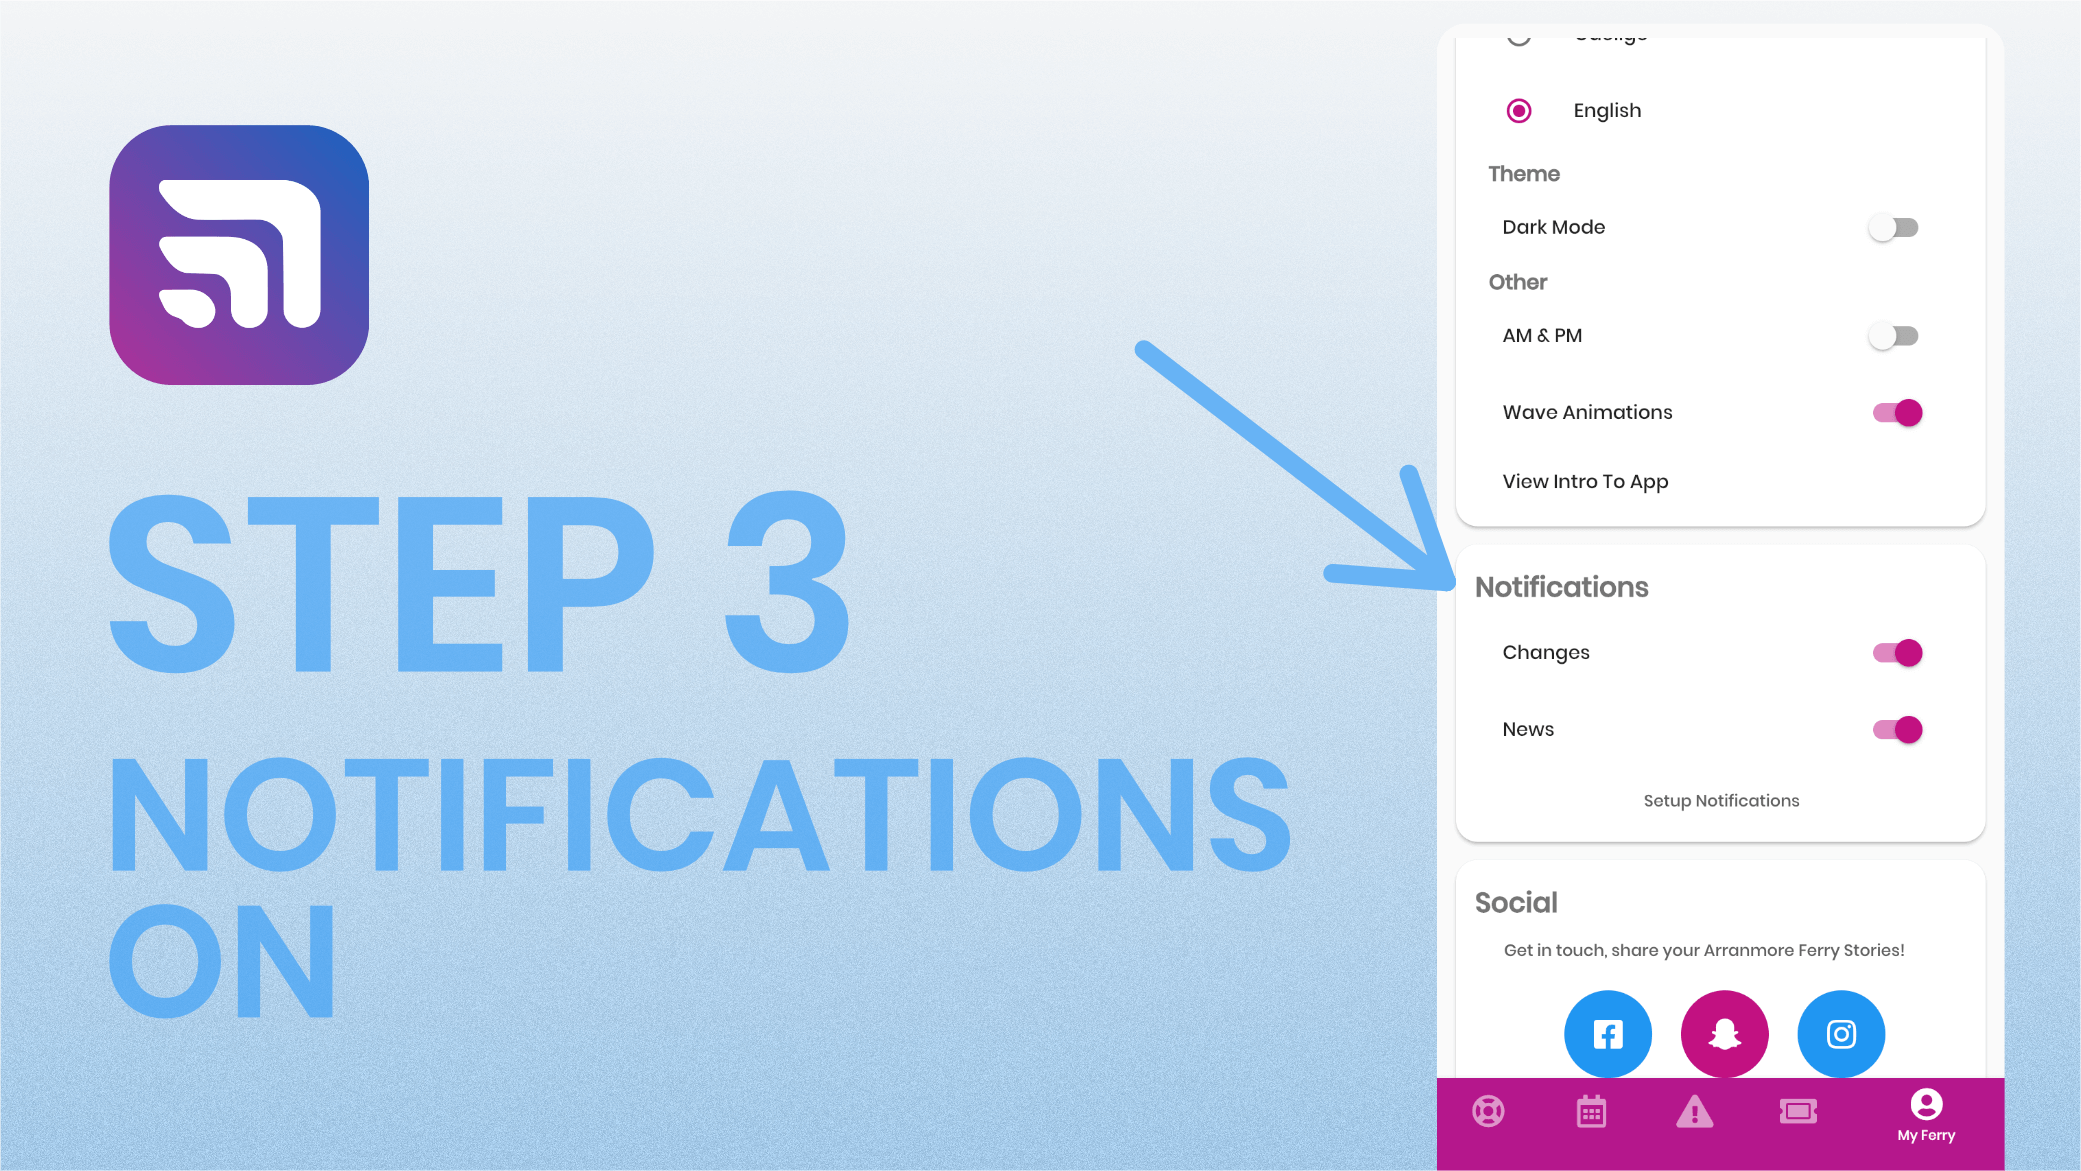 STEP 3
NOTIFICATIONS
ON
English
Theme
Dark Mode
Other
AM & PM
Wave Animations
View Intro To App
Notifications
Changes
News
Setup Notifications
Social
Get in touch, share your Arranmore Ferry Stories!
My Ferry